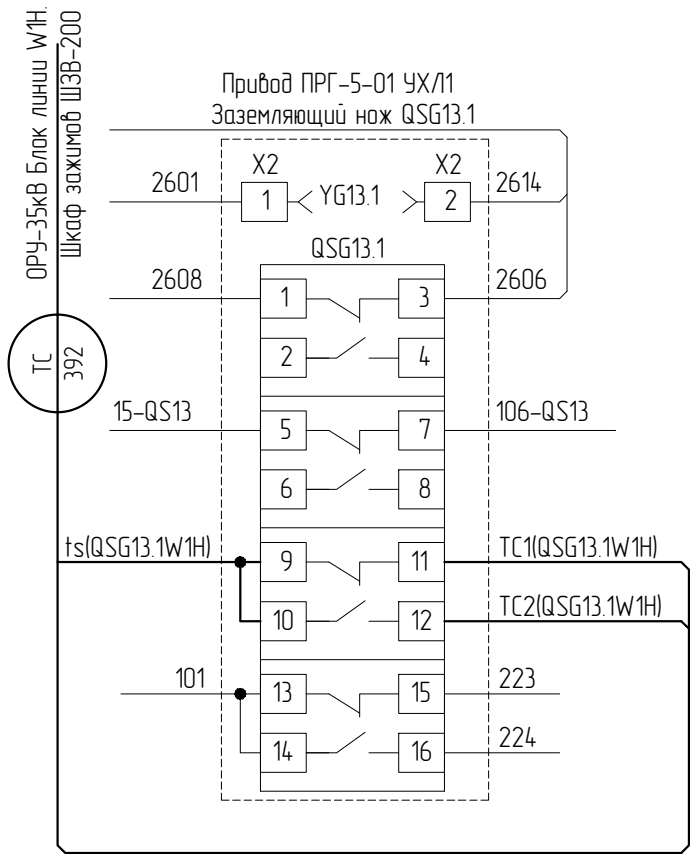 ОРУ-35кВ Блок линии W1H.
Шкаф зажимов ШЗВ-200
Привод ПРГ-5-01 УХЛ1
Заземляющий нож QSG13.1
X2 X2
2601 1 YG13.1 2 2614
QSG13.1
2608 1 3 2606
2 4
ТС 392
15-QS13 5 7 106-QS13
6 8
ts(QSG13.1W1H) 9 11 TC1(QSG13.1W1H)
10 12 TC2(QSG13.1W1H)
101 13 15 223
14 16 224